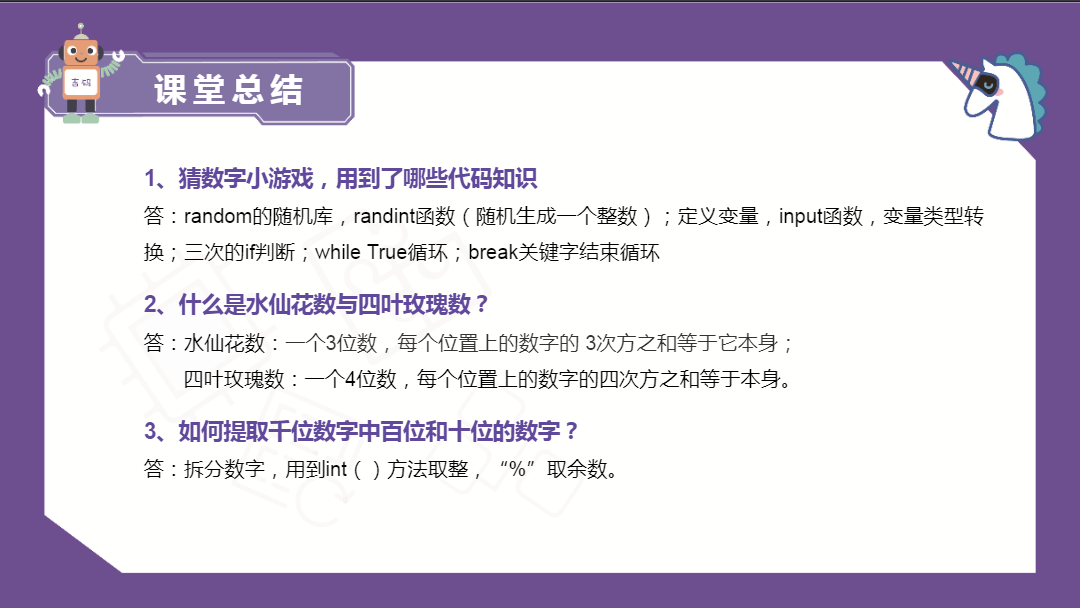 吉码
课堂总结
1、猜数字小游戏，用到了哪些代码知识
答：random的随机库，randint函数（随机生成一个整数）；定义变量，input函数，变量类型转
换；三次的if判断；while True循环；break关键字结束循环
2、什么是水仙花数与四叶玫瑰数？
答：水仙花数：一个3位数，每个位置上的数字的 3次方之和等于它本身；
四叶玫瑰数：一个4位数，每个位置上的数字的四次方之和等于本身。
3、如何提取千位数字中百位和十位的数字？
答：拆分数字，用到int（ ）方法取整，“%”取余数。